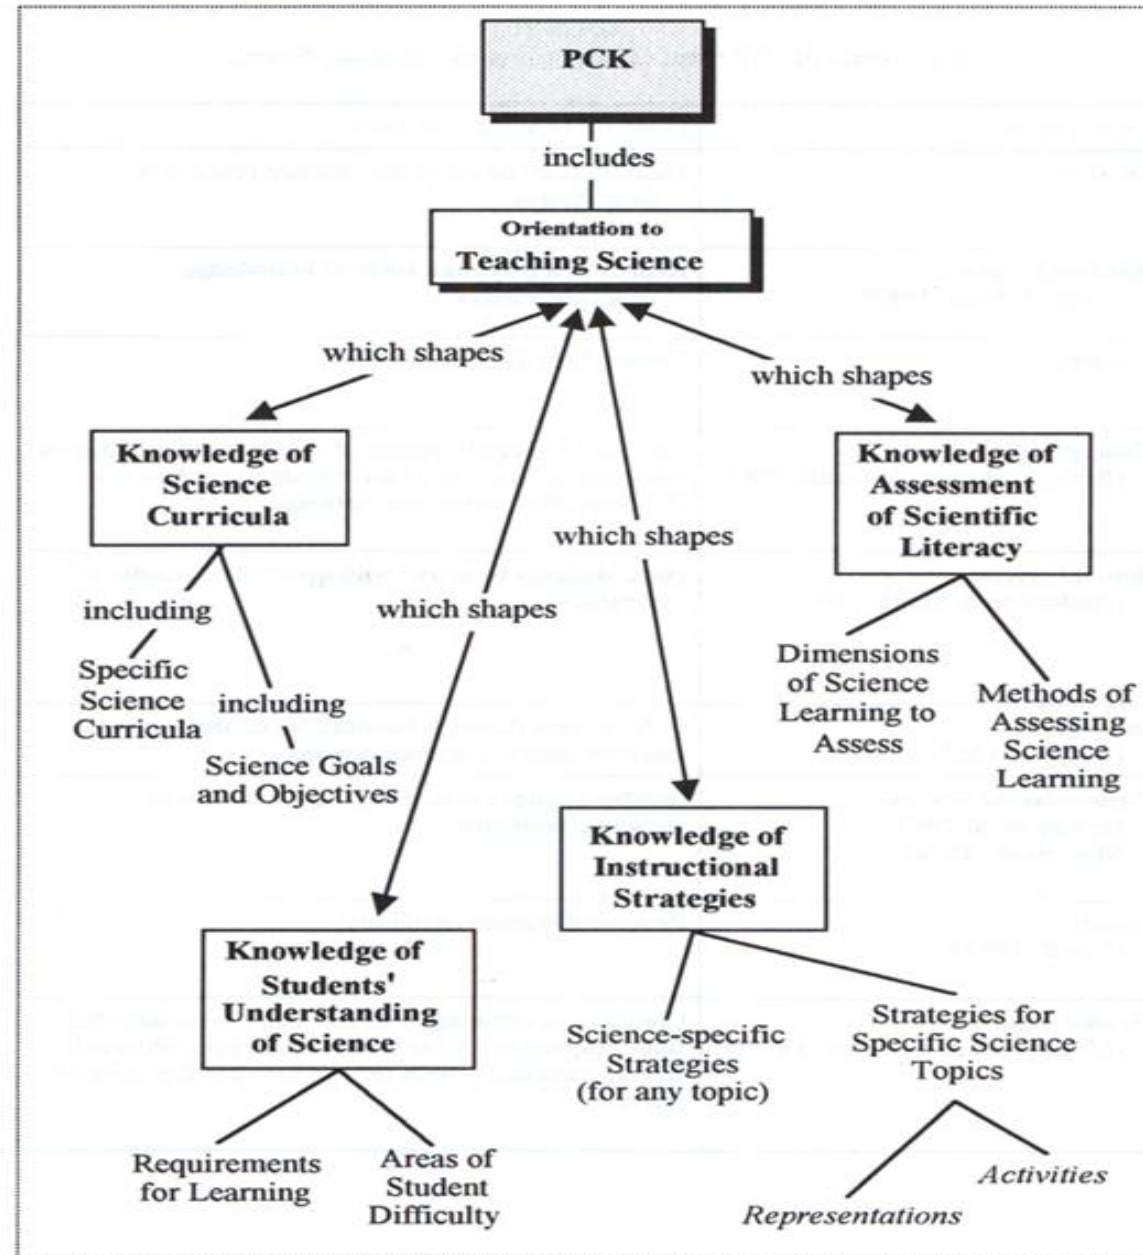 PCK
includes
Orientation to
Teaching Science
which shapes
which shapes
Knowledge of
Science
Curricula
Knowledge of
Assessment
of Scientific
Literacy
which shapes
which shapes
including
Specific
Science
Curricula
including
Science Goals
and Objectives
Dimensions
of Science
Learning to
Assess
Methods of
Assessing
Science
Learning
Knowledge of
Instructional
Strategies
Knowledge of
Students'
Understanding
of Science
Science-specific
Strategies
(for any topic)
Strategies for
Specific Science
Topics
Requirements
for Learning
Areas of
Student
Difficulty
Representations
Activities